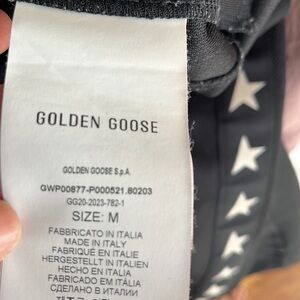 GOLDEN GOOSE
GOLDEN GOOSE S.p.A.
GWP00877-P000521.80203
GG20-2023-782-1
SIZE: M
FABBRICATO IN ITALIA
MADE IN ITALY
FABRIQUÉ EN ITALIE
HERGESTELLT IN ITALIEN
HECHO EN ITALIA
FABRICADO EM ITÁLIA
СДЕЛАНО В ИТАЛИИ